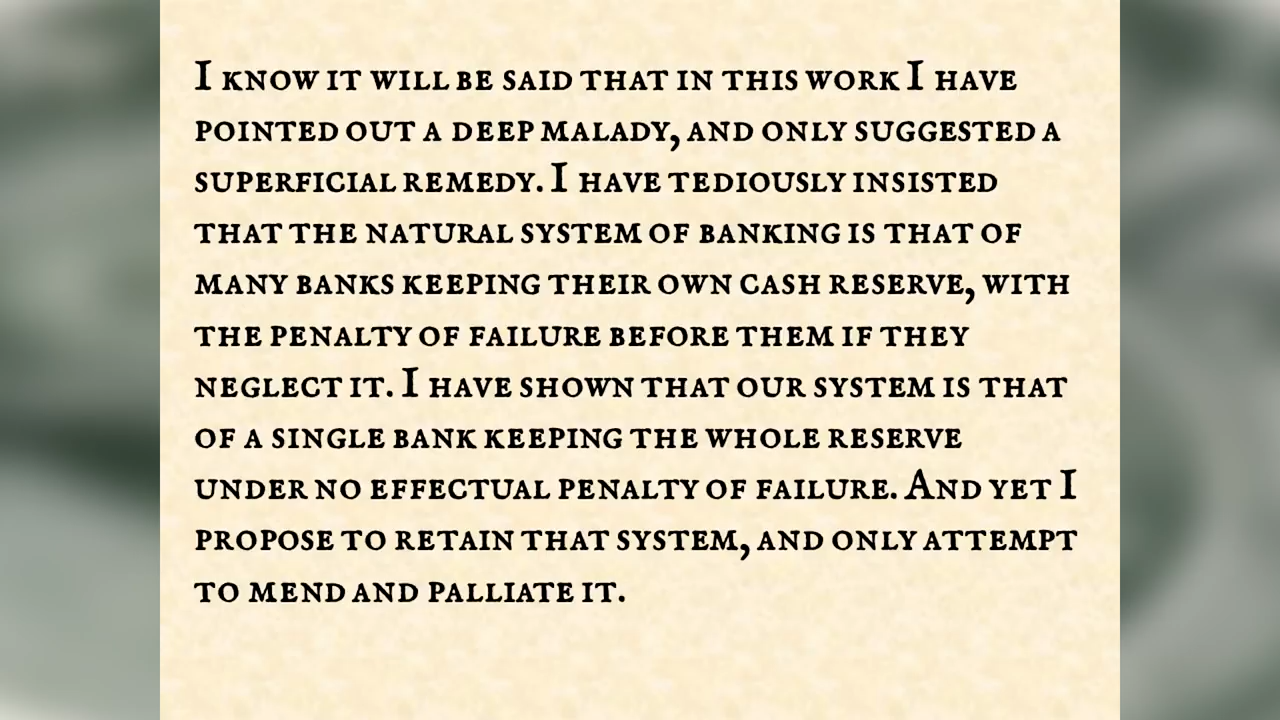 I know it will be said that in this work I have
pointed out a deep malady, and only suggested a
superficial remedy. I have tediously insisted
that the natural system of banking is that of
many banks keeping their own cash reserve, with
the penalty of failure before them if they
neglect it. I have shown that our system is that
of a single bank keeping the whole reserve
under no effectual penalty of failure. And yet I
propose to retain that system, and only attempt
to mend and palliate it.